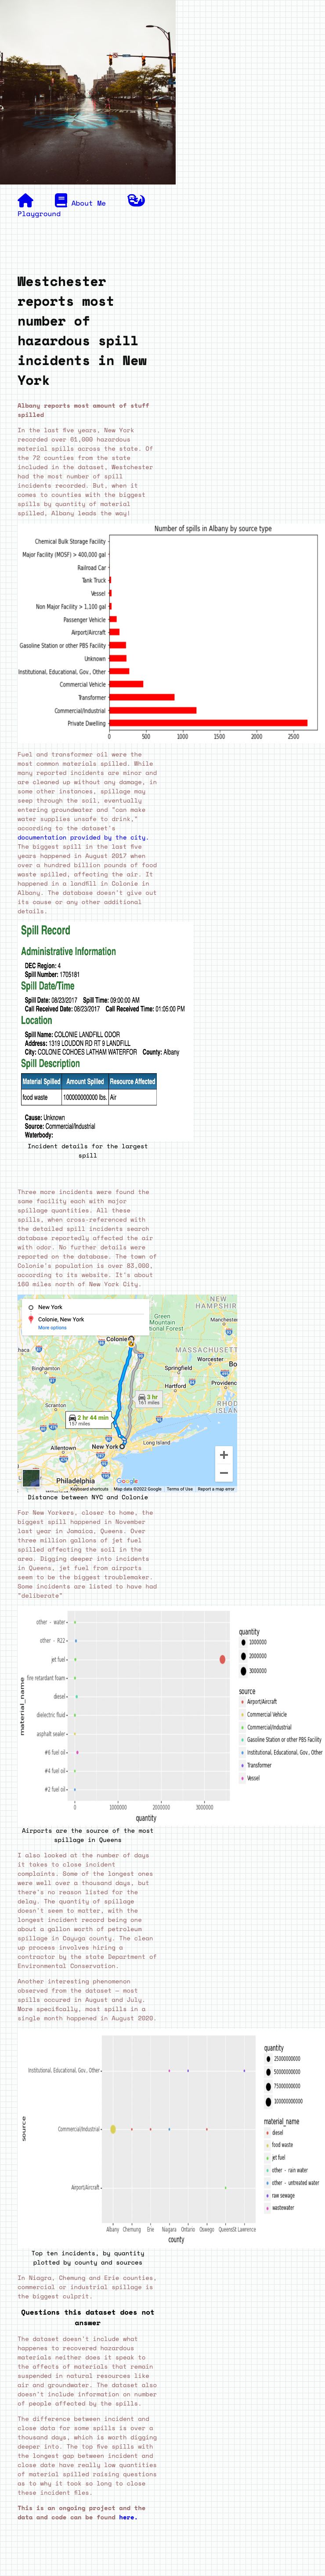 About Me
Playground
Westchester
reports most
number of
hazardous spill
incidents in New
York
Albany reports most amount of stuff
spilled
In the last five years, New York
recorded over 61,000 hazardous
material spills across the state. Of
the 72 counties from the state
included in the dataset, Westchester
had the most number of spill
incidents recorded. But, when it
comes to counties with the biggest
spills by quantity of material
spilled, Albany leads the way!
Number of spills in Albany by source type
Chemical Bulk Storage Facility
Major Facility (MOSF) > 400,000 gal
Railroad Car
Tank Truck
Vessel
Non Major Facility > 1,100 gal
Passenger Vehicle
Airport/Aircraft
Gasoline Station or other PBS Facility
Unknown
Institutional, Educational, Gov., Other
Commercial Vehicle
Transformer
Commercial/Industrial
Private Dwelling
0 500 1000 1500 2000 2500
Fuel and transformer oil were the
most common materials spilled. While
many reported incidents are minor and
are cleaned up without any damage, in
some other instances, spillage may
seep through the soil, eventually
entering groundwater and "can make
water supplies unsafe to drink,"
according to the dataset's
documentation provided by the city.
The biggest spill in the last five
years happened in August 2017 when
over a hundred billion pounds of food
waste spilled, affecting the air. It
happened in a landfill in Colonie in
Albany. The database doesn't give out
its cause or any other additional
details.
Spill Record
Administrative Information
DEC Region: 4
Spill Number: 1705181
Spill Date/Time
Spill Date: 08/23/2017 Spill Time: 09:00:00 AM
Call Received Date: 08/23/2017 Call Received Time: 01:05:00 PM
Location
Spill Name: COLONIE LANDFILL ODOR
Address: 1319 LOUDON RD RT 9 LANDFILL
City: COLONIE COHOES LATHAM WATERFOR County: Albany
Spill Description
Material Spilled Amount Spilled Resource Affected
food waste 100000000000 lbs. Air
Cause: Unknown
Source: Commercial/Industrial
Waterbody:
Incident details for the largest
spill
Three more incidents were found the
same facility each with major
spillage quantities. All these
spills, when cross-referenced with
the detailed spill incidents search
database reportedly affected the air
with odor. No further details were
reported on the database. The town of
Colonie's population is over 83,000,
according to its website. It's about
160 miles north of New York City.
New York
Colonie, New York
More options
NEW
HAMPSHIR
Manchester
Green
Mountain
National Forest
Colonie
MASSACHUSETTS
Worcester
Springfield
Hartford
Providenc
RHOD
ISLAN
Ithaca
Binghamton
Scranton
3 hr
161 miles
2 hr 44 min
157 miles
New York
Long Island
Allentown
Philadelphia
Google
Keyboard shortcuts Map data ©2022 Google Terms of Use Report a map error
Distance between NYC and Colonie
For New Yorkers, closer to home, the
biggest spill happened in November
last year in Jamaica, Queens. Over
three million gallons of jet fuel
spilled affecting the soil in the
area. Digging deeper into incidents
in Queens, jet fuel from airports
seem to be the biggest troublemaker.
Some incidents are listed to have had
"deliberate"
material_name
other - water
other - R22
jet fuel
fire retardant foam
diesel
dielectric fluid
asphalt sealer
#6 fuel oil
#4 fuel oil
#2 fuel oil
0 1000000 2000000 3000000
quantity
quantity
1000000
2000000
3000000
source
Airport/Aircraft
Commercial Vehicle
Commercial/Industrial
Gasoline Station or other PBS Facility
Institutional, Educational, Gov., Other
Transformer
Vessel
Airports are the source of the most
spillage in Queens
I also looked at the number of days
it takes to close incident
complaints. Some of the longest ones
were well over a thousand days, but
there's no reason listed for the
delay. The quantity of spillage
doesn't seem to matter, with the
longest incident record being one
about a gallon worth of petroleum
spillage in Cayuga county. The clean
up process involves hiring a
contractor by the state Department of
Environmental Conservation.
Another interesting phenomenon
observed from the dataset — most
spills occured in August and July.
More specifically, most spills in a
single month happened in August 2020.
source
Institutional, Educational, Gov., Other
Commercial/Industrial
Airport/Aircraft
Albany Chemung Erie Niagara Ontario Oswego Queens St Lawrence
county
quantity
25000000000
50000000000
75000000000
100000000000
material_name
diesel
food waste
jet fuel
other - rain water
other - untreated water
raw sewage
wastewater
Top ten incidents, by quantity
plotted by county and sources
In Niagra, Chemung and Erie counties,
commercial or industrial spillage is
the biggest culprit.
Questions this dataset does not
answer
The dataset doesn't include what
happenes to recovered hazardous
materials neither does it speak to
the affects of materials that remain
suspended in natural resources like
air and groundwater. The dataset also
doesn't include information on number
of people affected by the spills.
The difference between incident and
close data for some spills is over a
thousand days, which is worth digging
deeper into. The top five spills with
the longest gap between incident and
close date have really low quantities
of material spilled raising questions
as to why it took so long to close
these incident files.
This is an ongoing project and the
data and code can be found here.